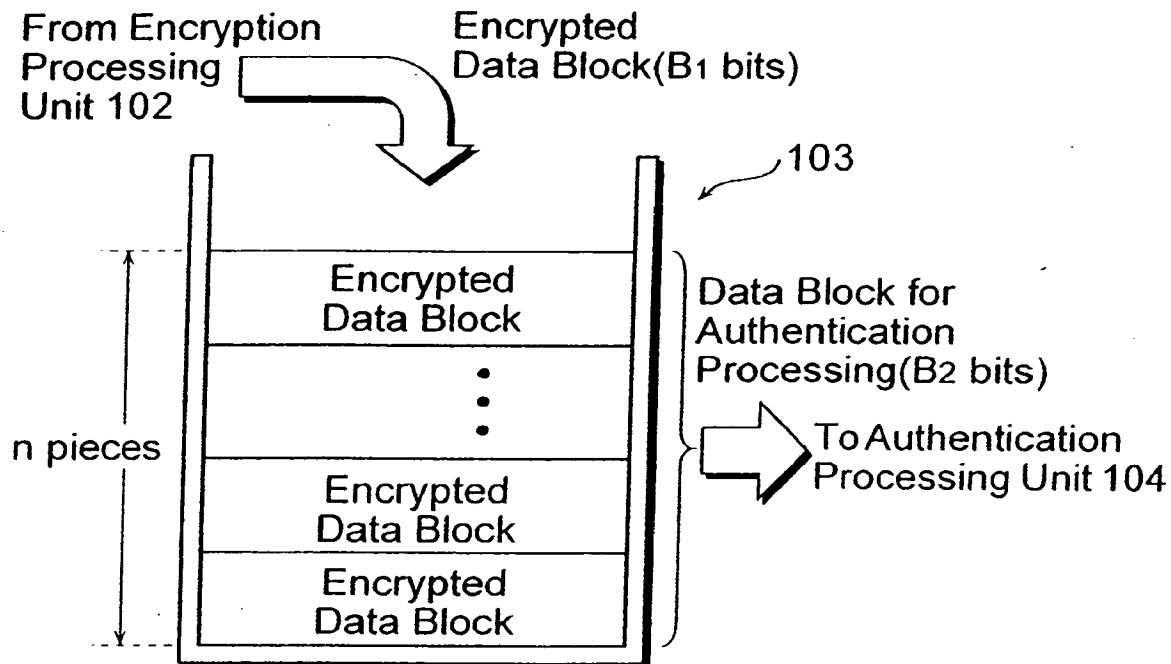 From Encryption
Processing
Unit 102
Encrypted
Data Block(B1 bits)
103
Encrypted
Data Block
n pieces
Encrypted
Data Block
Encrypted
Data Block
Data Block for
Authentication
Processing(B2 bits)
To Authentication
Processing Unit 104